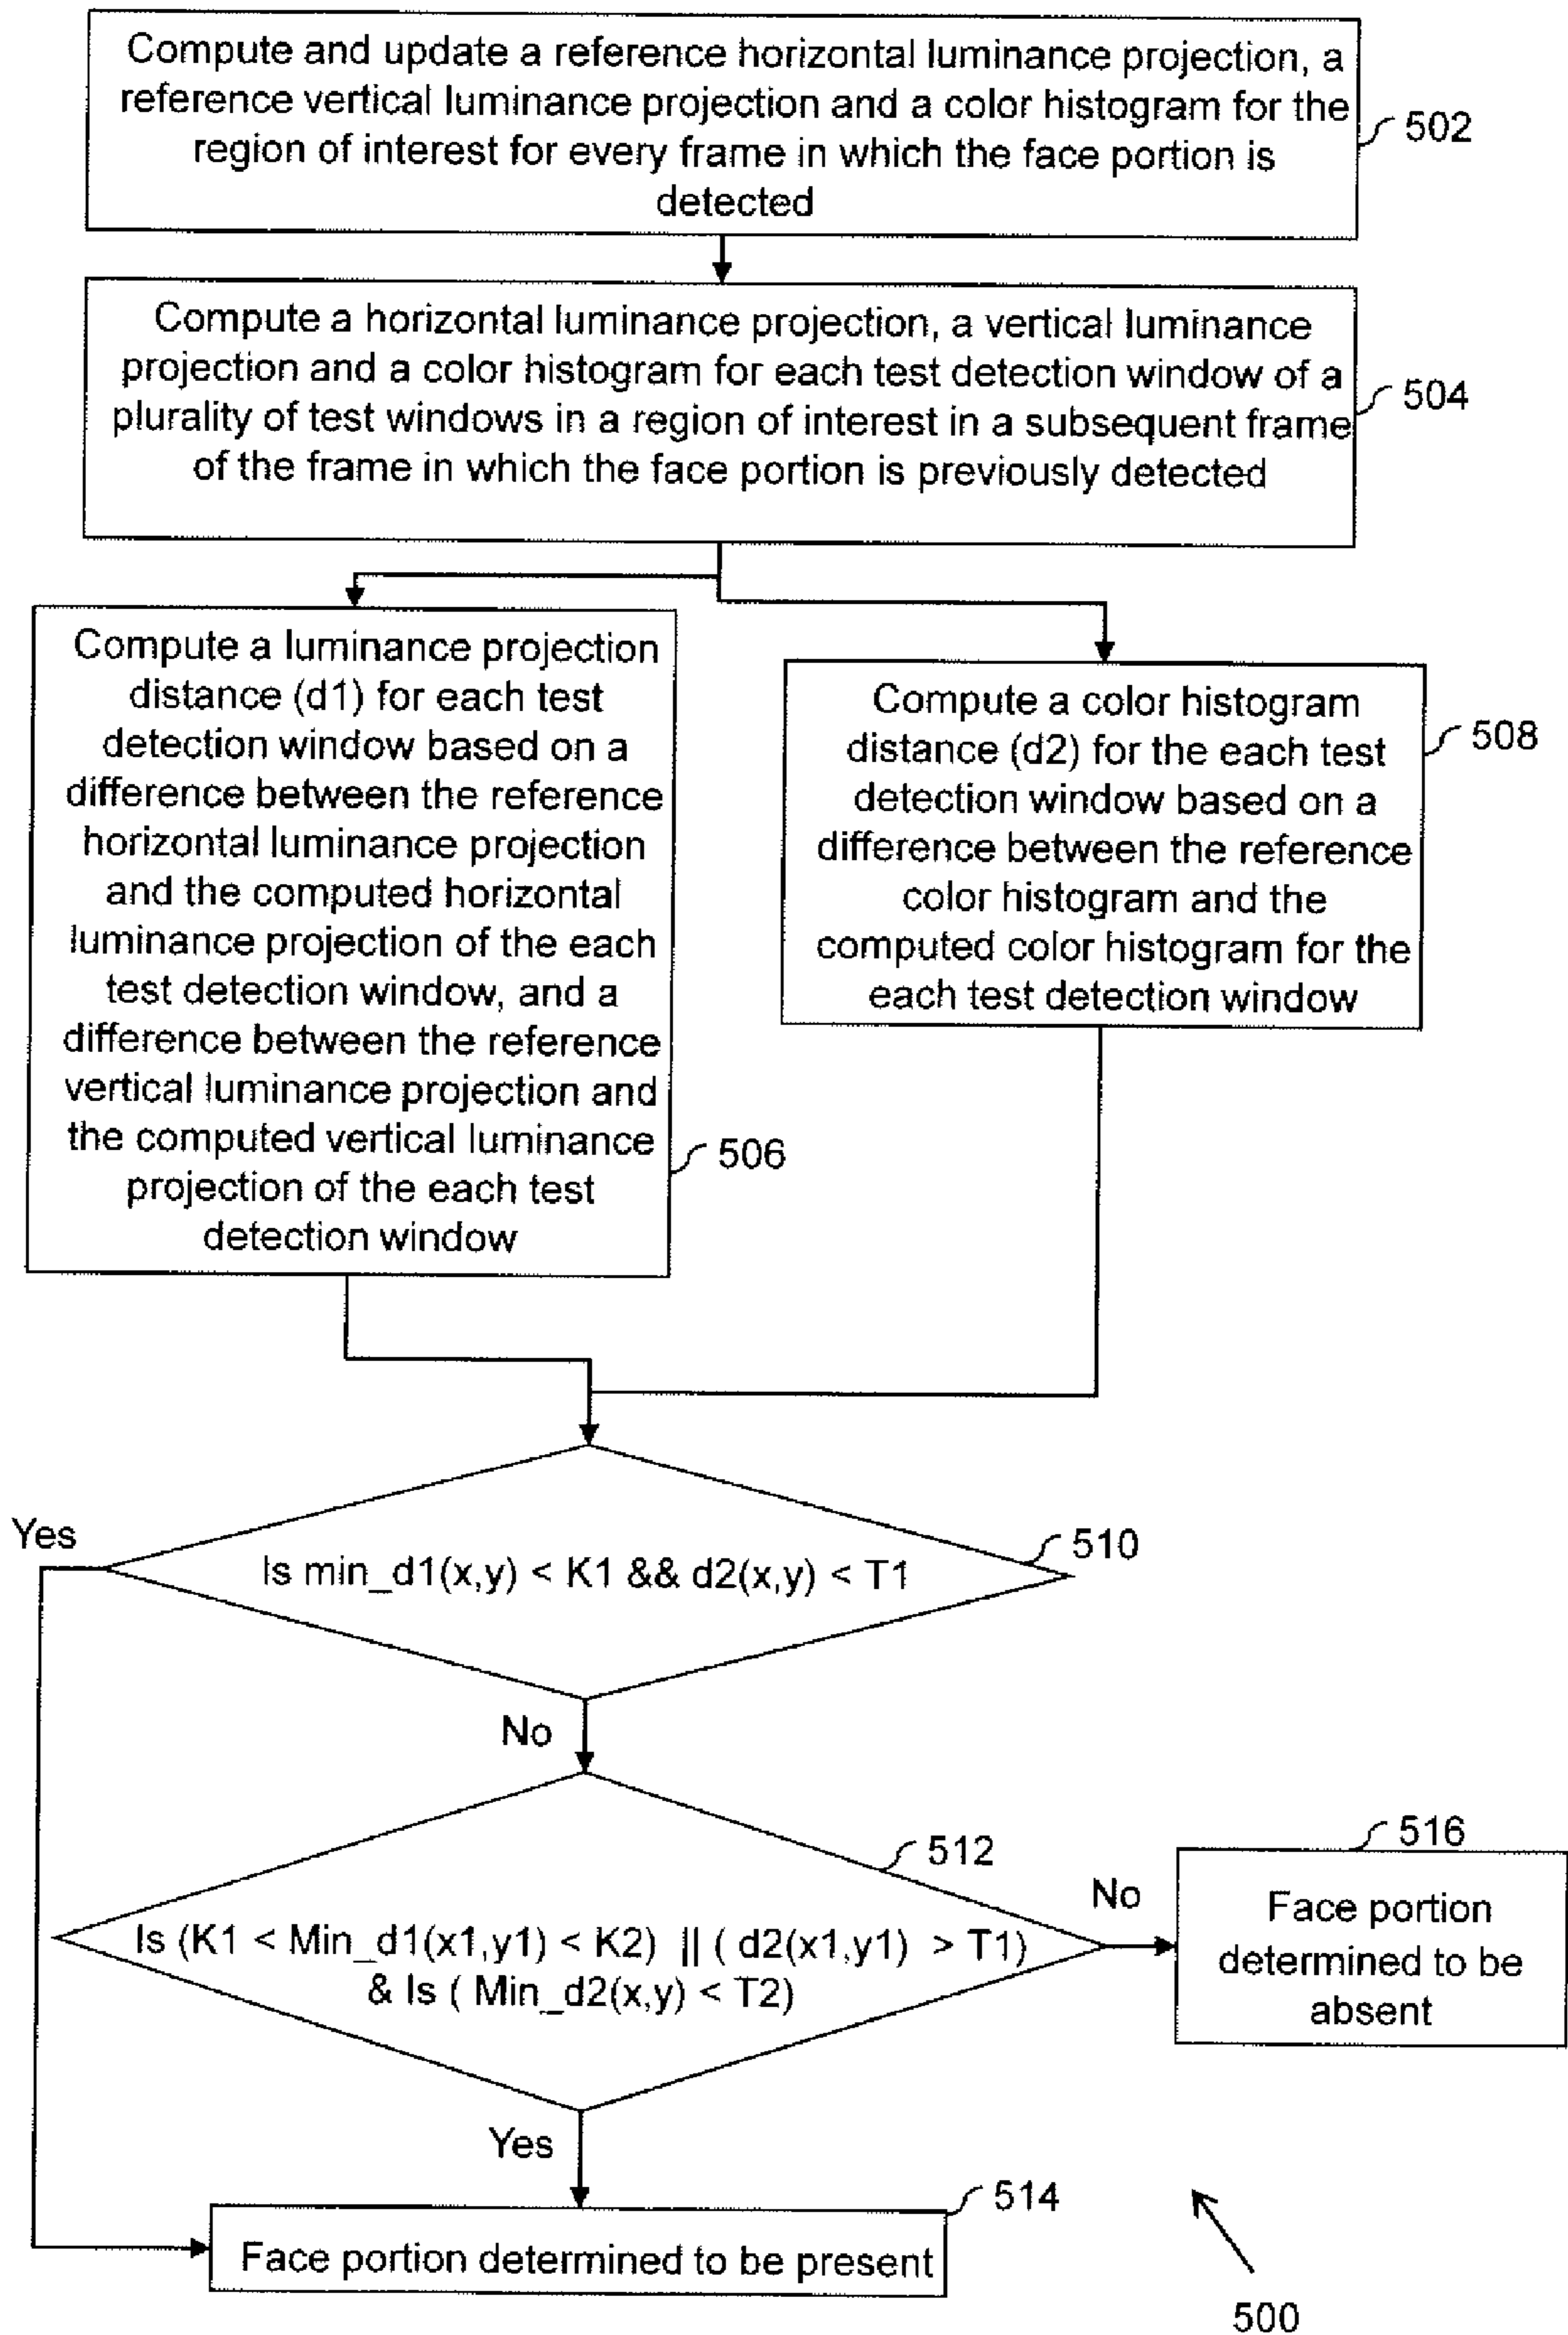 Compute and update a reference horizontal luminance projection, a
reference vertical luminance projection and a color histogram for the
region of interest for every frame in which the face portion is
detected
502
Compute a horizontal luminance projection, a vertical luminance
projection and a color histogram for each test detection window of a
plurality of test windows in a region of interest in a subsequent frame
of the frame in which the face portion is previously detected
504
Compute a luminance projection
distance (d1) for each test
detection window based on a
difference between the reference
horizontal luminance projection
and the computed horizontal
luminance projection of the each
test detection window, and a
difference between the reference
vertical luminance projection and
the computed vertical luminance
projection of the each test
detection window
506
Compute a color histogram
distance (d2) for the each test
detection window based on a
difference between the reference
color histogram and the
computed color histogram for the
each test detection window
508
Yes
Is min_d1(x,y) < K1 && d2(x,y) < T1
510
No
512
Is (K1 < Min_d1(x1,y1) < K2) || ( d2(x1,y1) > T1)
& Is ( Min_d2(x,y) < T2)
No
516
Face portion
determined to be
absent
Yes
514
Face portion determined to be present
500